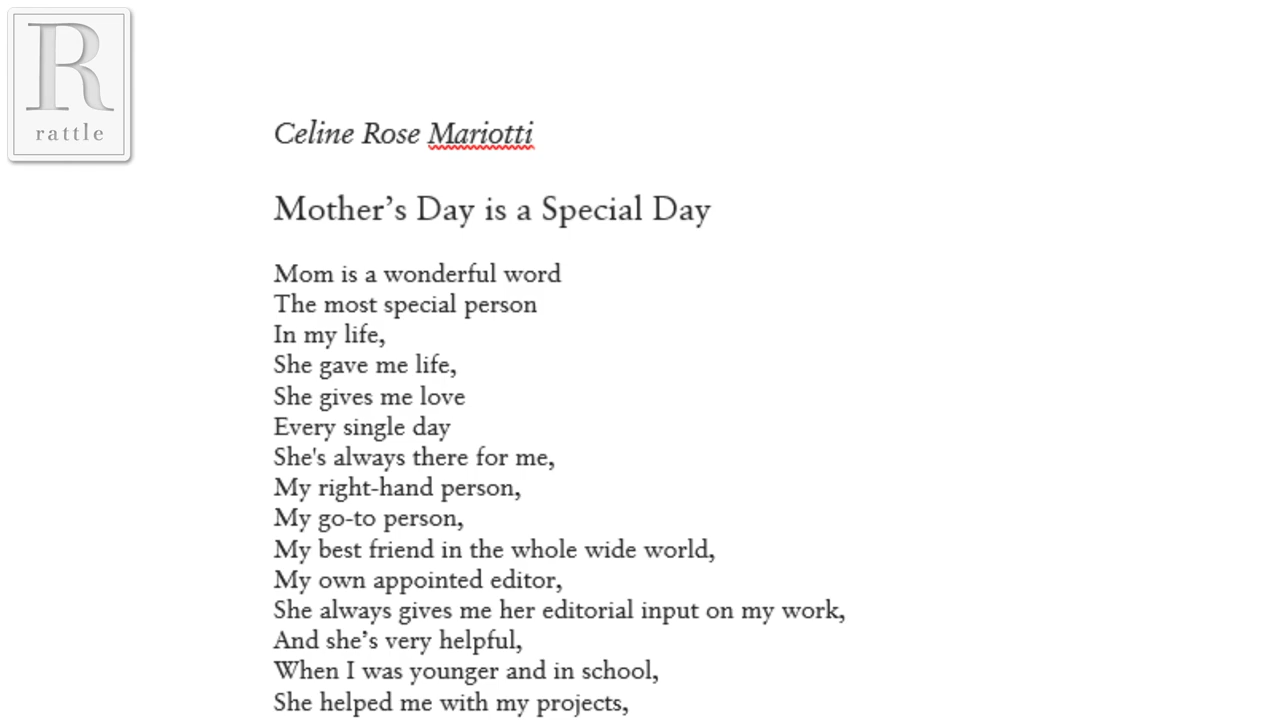 R
rattle
Celine Rose Mariotti
Mother’s Day is a Special Day
Mom is a wonderful word
The most special person
In my life,
She gave me life,
She gives me love
Every single day
She's always there for me,
My right-hand person,
My go-to person,
My best friend in the whole wide world,
My own appointed editor,
She always gives me her editorial input on my work,
And she’s very helpful,
When I was younger and in school,
She helped me with my projects,